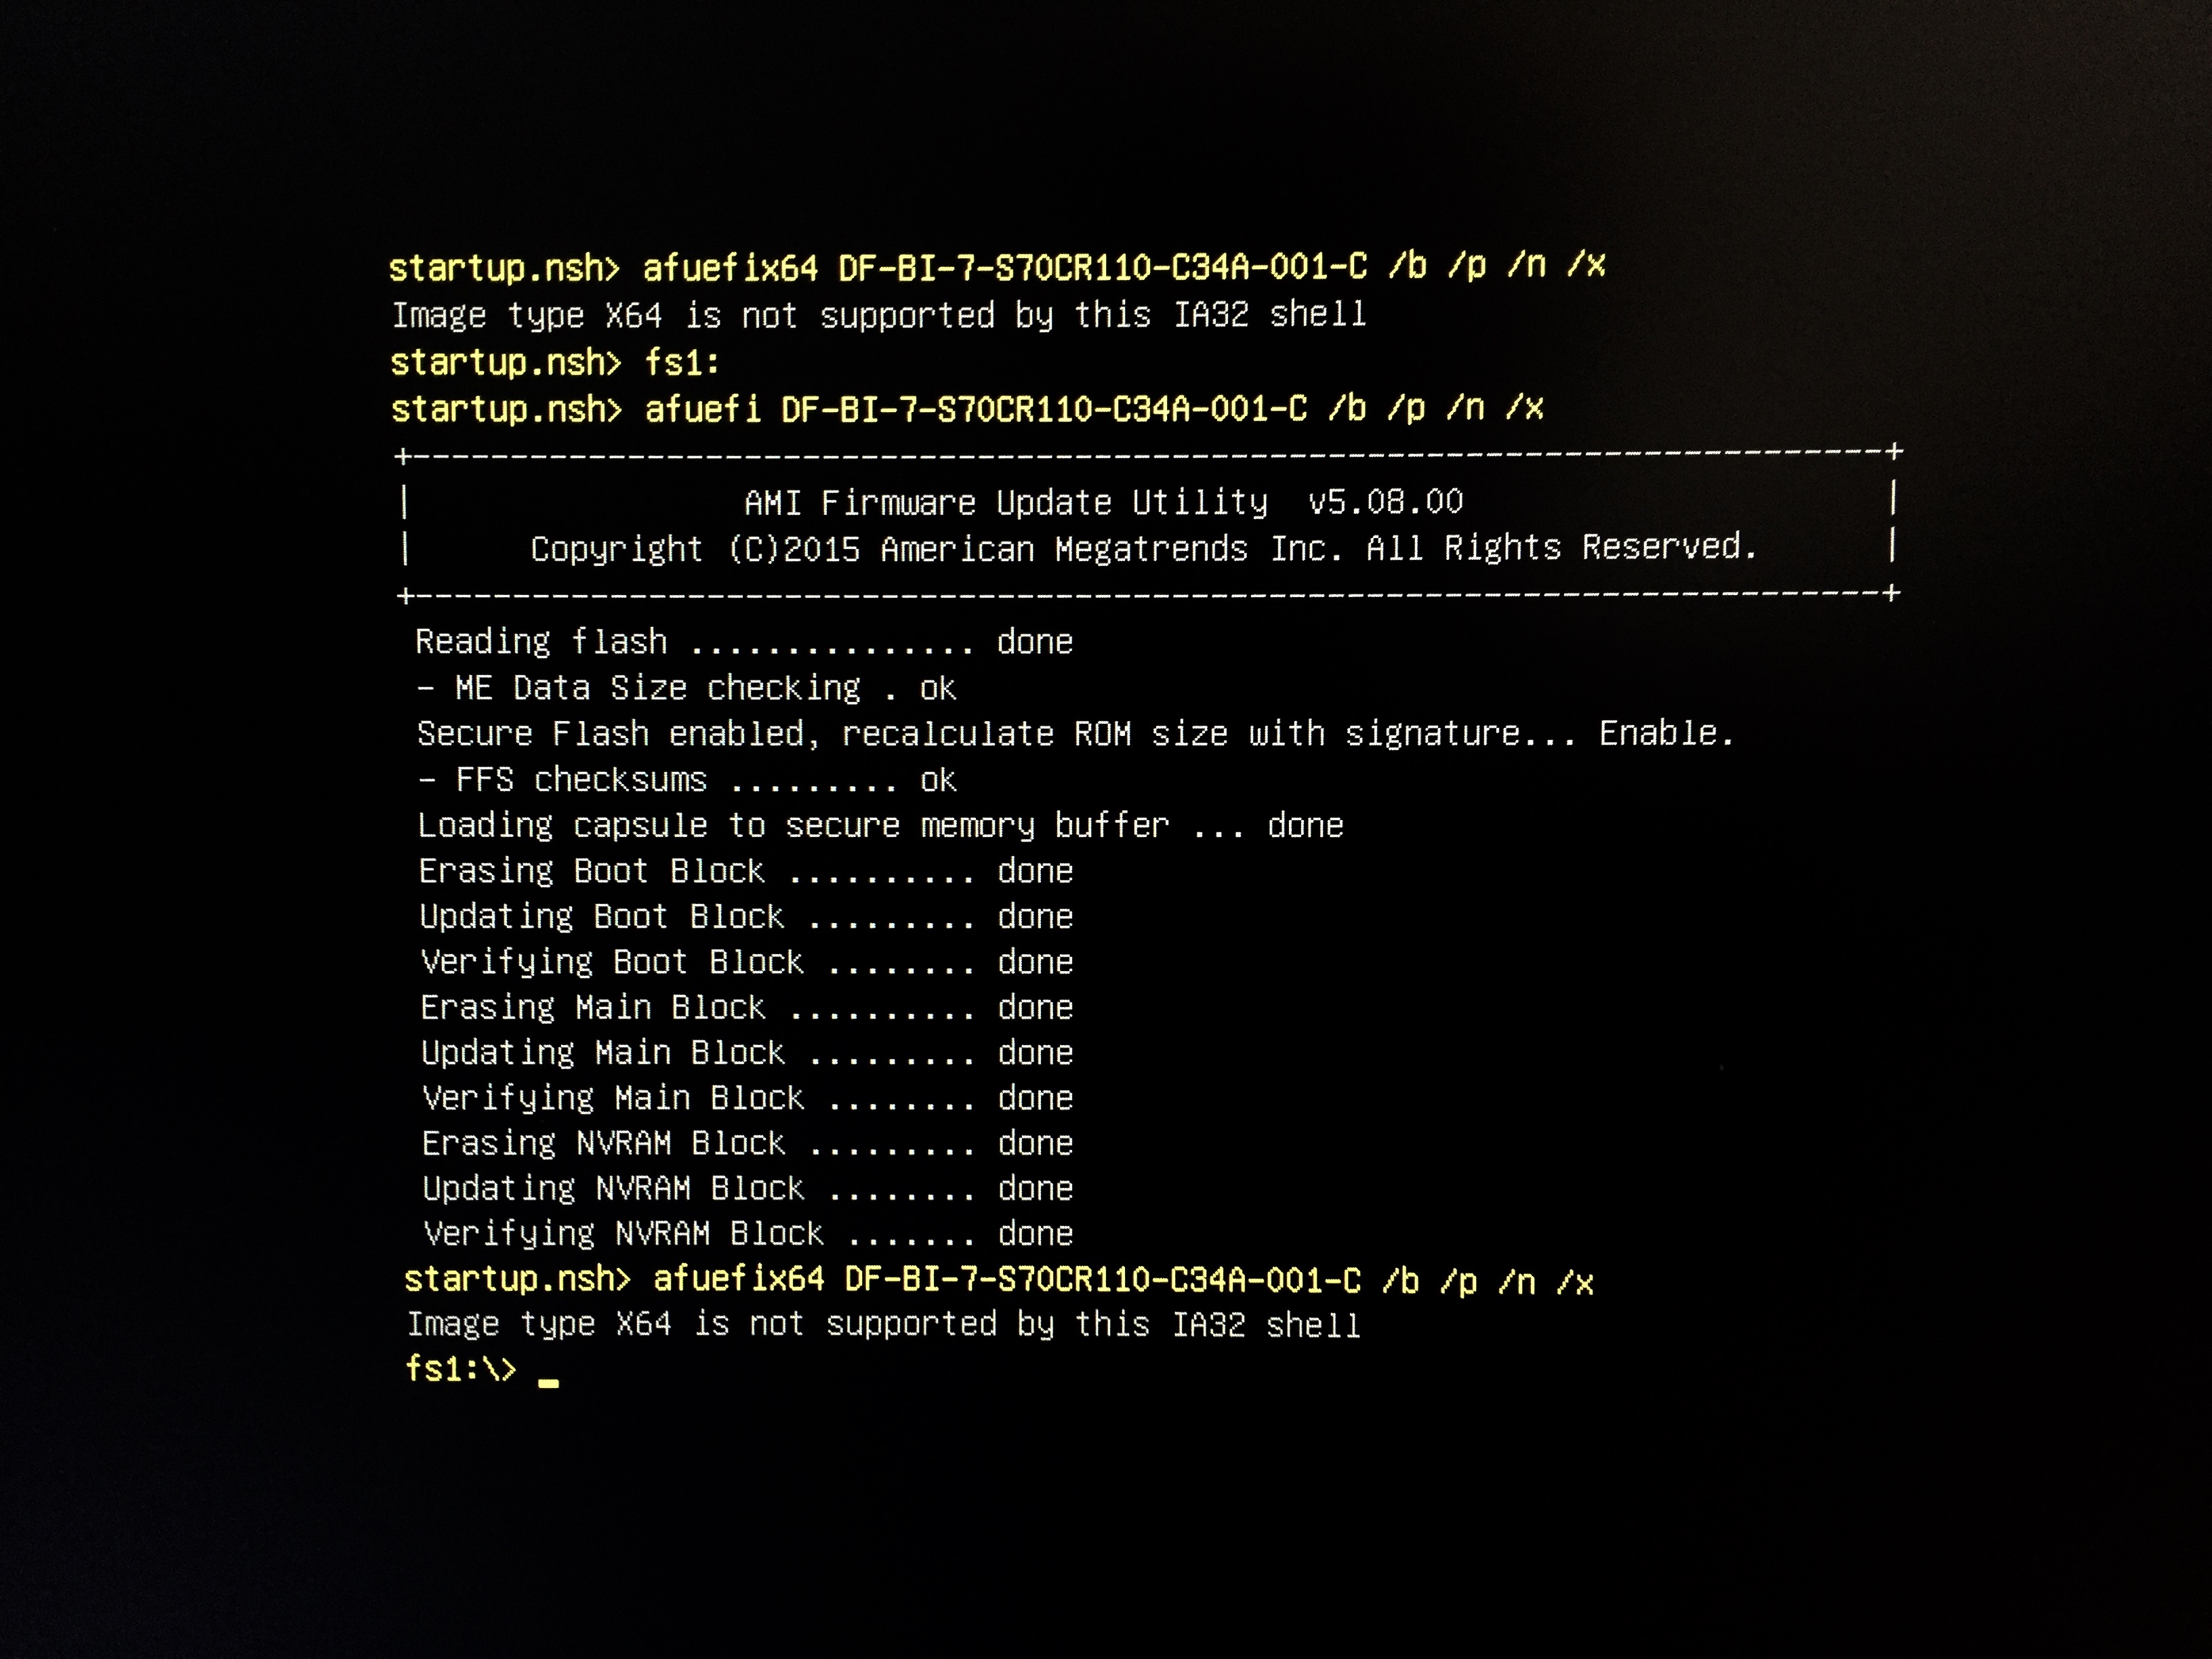 startup.nsh> afuefix64 DF-BI-7-S70CR110-C34A-001-C /b /p /n /x
Image type X64 is not supported by this IA32 shell
startup.nsh> fs1:
startup.nsh> afuefi DF-BI-7-S70CR110-C34A-001-C /b /p /n /x
+---------------------------------------------------------------------------+
|                 AMI Firmware Update Utility  v5.08.00                      |
|      Copyright (C)2015 American Megatrends Inc. All Rights Reserved.       |
+---------------------------------------------------------------------------+
Reading flash ............... done
- ME Data Size checking . ok
Secure Flash enabled, recalculate ROM size with signature... Enable.
- FFS checksums ......... ok
Loading capsule to secure memory buffer ... done
Erasing Boot Block .......... done
Updating Boot Block ......... done
Verifying Boot Block ........ done
Erasing Main Block .......... done
Updating Main Block ......... done
Verifying Main Block ........ done
Erasing NVRAM Block ......... done
Updating NVRAM Block ........ done
Verifying NVRAM Block ....... done
startup.nsh> afuefix64 DF-BI-7-S70CR110-C34A-001-C /b /p /n /x
Image type X64 is not supported by this IA32 shell
fs1:\> _